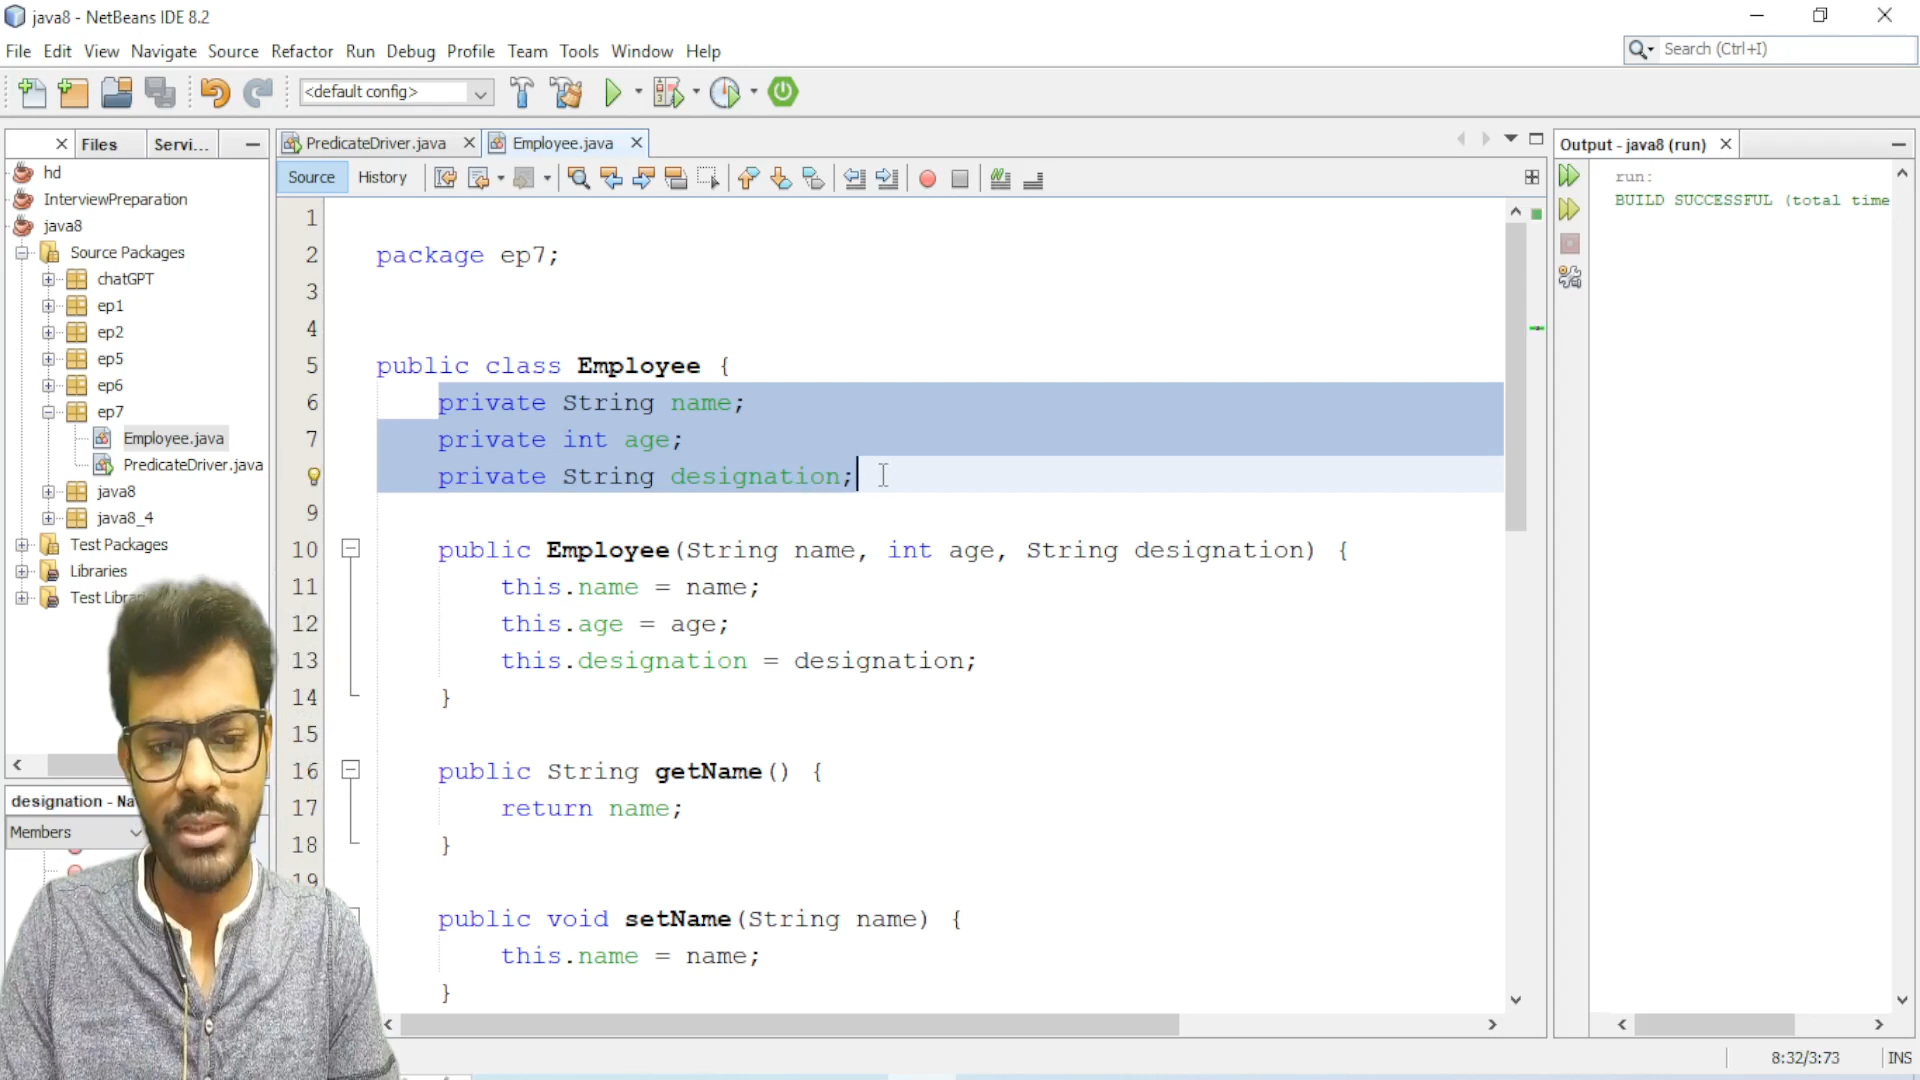 java8 - NetBeans IDE 8.2
File Edit View Navigate Source Refactor Run Debug Profile Team Tools Window Help
Search (Ctrl+I)
<default config>
Files
Servi...
PredicateDriver.java
Employee.java
Output - java8 (run)
Source
History
hd
InterviewPreparation
java8
Source Packages
chatGPT
ep1
ep2
ep5
ep6
ep7
Employee.java
PredicateDriver.java
java8
java8_4
Test Packages
Libraries
Test
designation -
Members
1
2 package ep7;
3
4
5 public class Employee {
6 private String name;
7 private int age;
private String designation;
9
10 public Employee(String name, int age, String designation) {
11 this.name = name;
12 this.age = age;
13 this.designation = designation;
14 }
15
16 public String getName() {
17 return name;
18 }
19
public void setName(String name) {
this.name = name;
}
run:
BUILD SUCCESSFUL (total time
8:32/3:73
INS